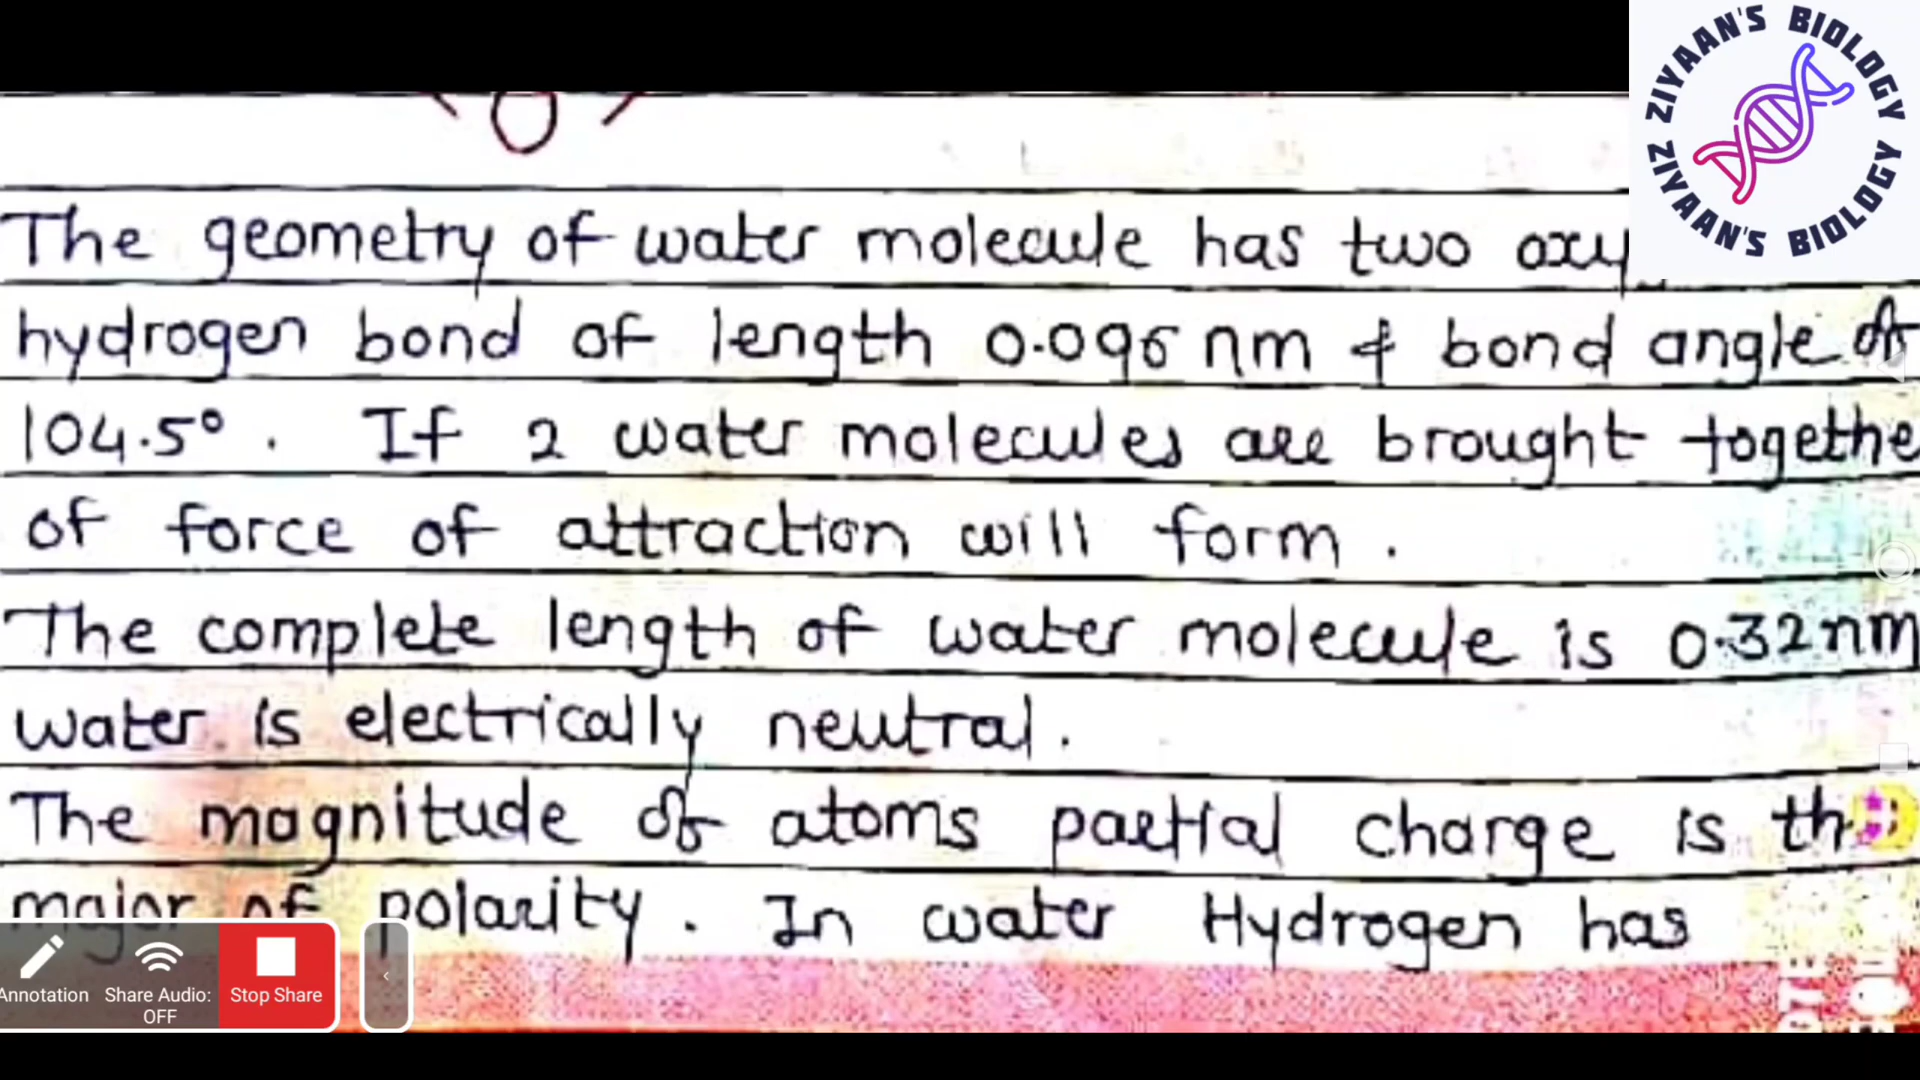 ZIYAAN'S BIOLOGY
ZIYAAN'S BIOLOGY
The geometry of water molecule has two oxy
hydrogen bond of length 0.096 nm & bond angle of
104.5° . If 2 water molecules are brought togethe
of force of attraction will form .
The complete length of water molecule is 0.32nm
water is electrically neutral .
The magnitude of atoms partial charge is th
major of polarity . In water Hydrogen has
Annotation
Share Audio:
OFF
Stop Share